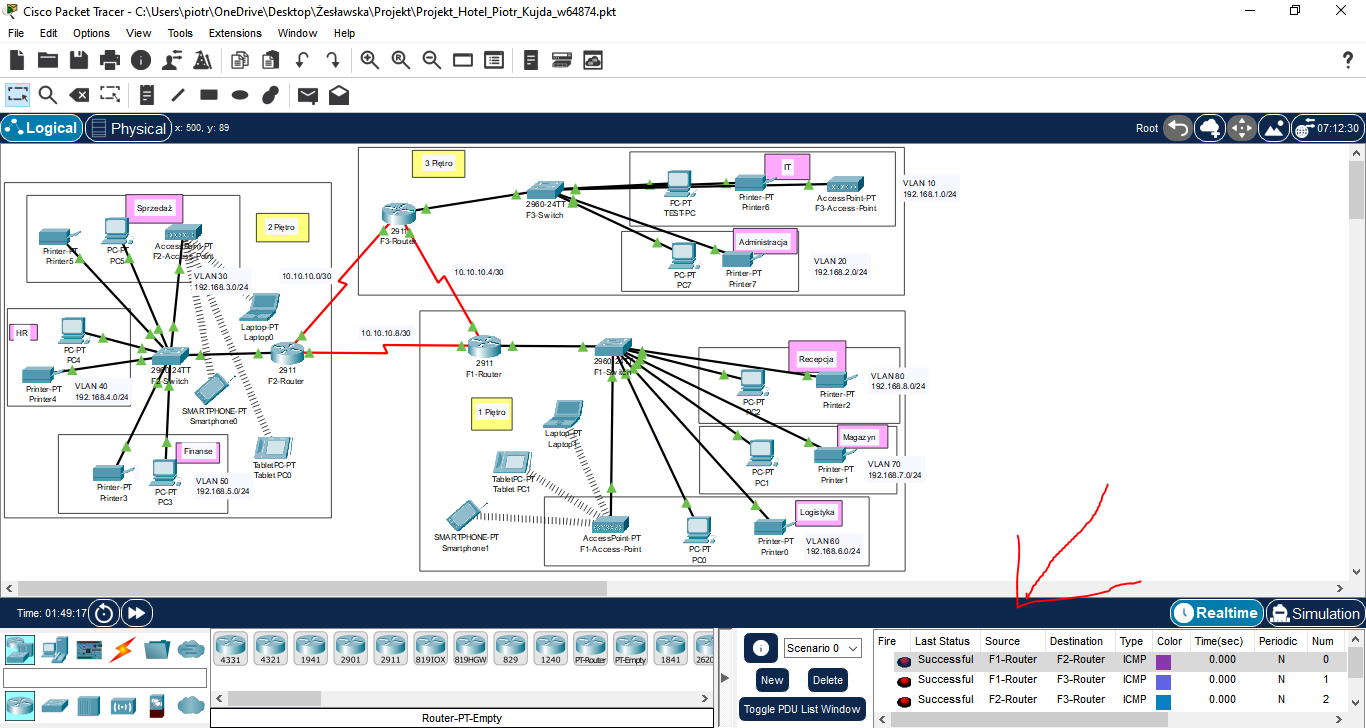 Cisco Packet Tracer - C:\Users\piotr\OneDrive\Desktop\Żesławska\Projekt\Projekt_Hotel_Piotr_Kujda_w64874.pkt
File Edit Options View Tools Extensions Window Help
Logical Physical x: 500, y: 89 Root 07:12:30
3 Piętro
IT
2960-24TT
F3-Switch
PC-PT
TEST-PC
Printer-PT
Printer6
AccessPoint-PT
F3-Access-Point
VLAN 10
192.168.1.0/24
2911
F3-Router
Administracja
PC-PT
PC7
Printer-PT
Printer7
VLAN 20
192.168.2.0/24
Sprzedaż
2 Piętro
Printer-PT
Printer5
PC-PT
PC5
AccessPoint-PT
F2-Access-Point
VLAN 30
192.168.3.0/24
10.10.10.0/30
10.10.10.4/30
Laptop-PT
Laptop0
10.10.10.8/30
HR
PC-PT
PC4
2960-24TT
F2-Switch
2911
F2-Router
2911
F1-Router
Printer-PT
Printer4
VLAN 40
192.168.4.0/24
SMARTPHONE-PT
Smartphone0
Finanse
TabletPC-PT
Tablet PC0
Printer-PT
Printer3
PC-PT
PC3
VLAN 50
192.168.5.0/24
2960-24TT
F1-Switch
Recepcja
PC-PT
PC2
Printer-PT
Printer2
VLAN 80
192.168.8.0/24
1 Piętro
Laptop-PT
Laptop1
Magazyn
PC-PT
PC1
Printer-PT
Printer1
VLAN 70
192.168.7.0/24
TabletPC-PT
Tablet PC1
SMARTPHONE-PT
Smartphone1
AccessPoint-PT
F1-Access-Point
PC-PT
PC0
Logistyka
Printer-PT
Printer0
VLAN 60
192.168.6.0/24
Time: 01:49:17 Realtime Simulation
4331 4321 1941 2901 2911 819IOX 819HGW 829 1240 PT-Router PT-Empty 1841 2620
Router-PT-Empty
Scenario 0
New Delete
Toggle PDU List Window
Fire Last Status Source Destination Type Color Time(sec) Periodic Num
Successful F1-Router F2-Router ICMP 0.000 N 0
Successful F1-Router F3-Router ICMP 0.000 N 1
Successful F2-Router F3-Router ICMP 0.000 N 2